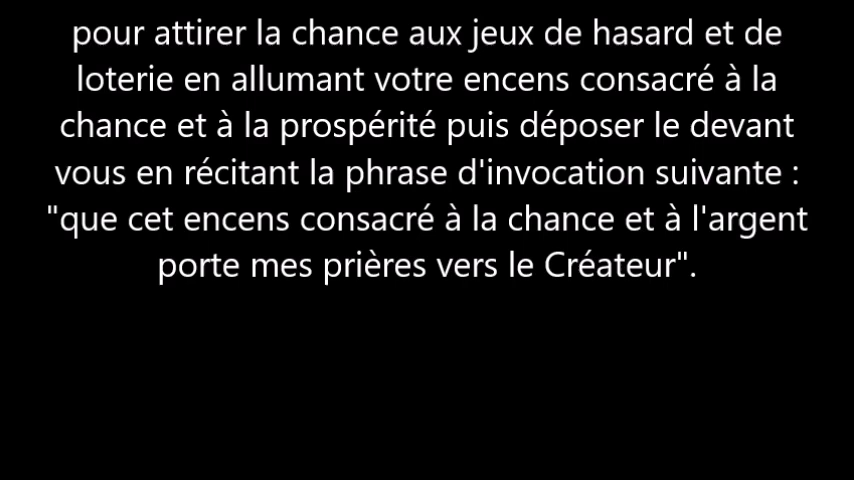 pour attirer la chance aux jeux de hasard et de
loterie en allumant votre encens consacré à la
chance et à la prospérité puis déposer le devant
vous en récitant la phrase d'invocation suivante :
"que cet encens consacré à la chance et à l'argent
porte mes prières vers le Créateur".